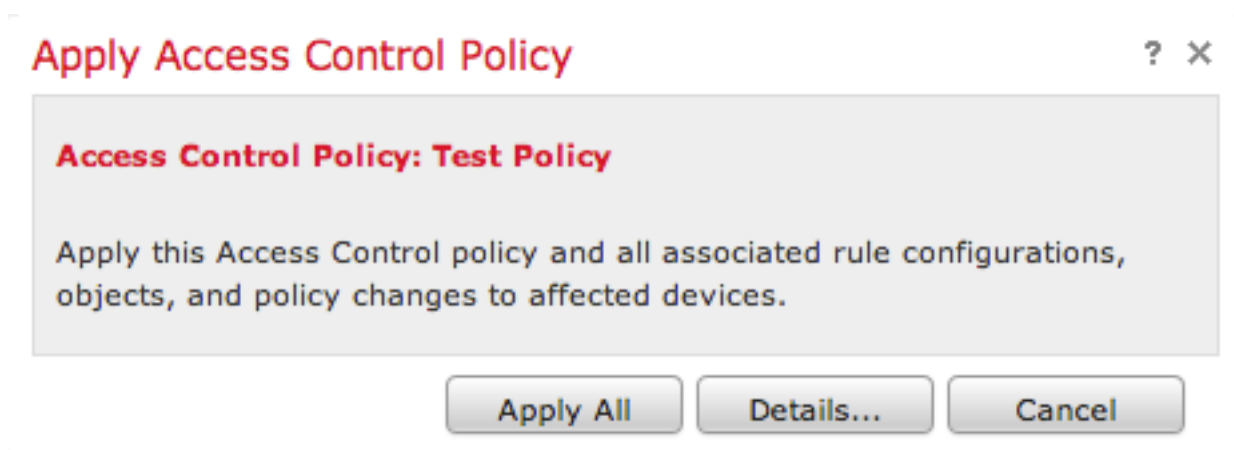 Apply Access Control Policy ? ×
Access Control Policy: Test Policy
Apply this Access Control policy and all associated rule configurations,
objects, and policy changes to affected devices.
Apply All Details... Cancel